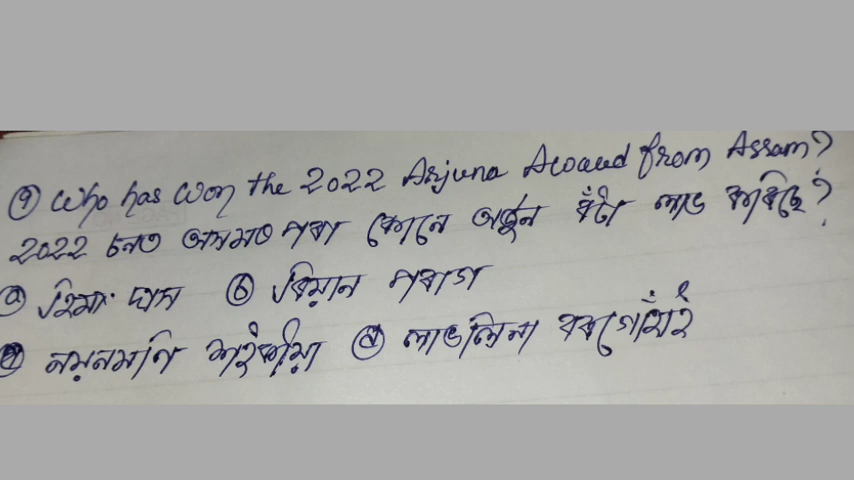 ⑨ Who has won the 2022 Arjuna Award from Assam?
2022 চনত অসমৰ পৰা কোনে অৰ্জুন বঁটা লাভ কৰিছে?
ⓐ হিমা দাস ⓑ ৰিয়ান পৰাগ
নয়নমণি শইকীয়া ⓓ লাভলিনা বৰগোহাঁই